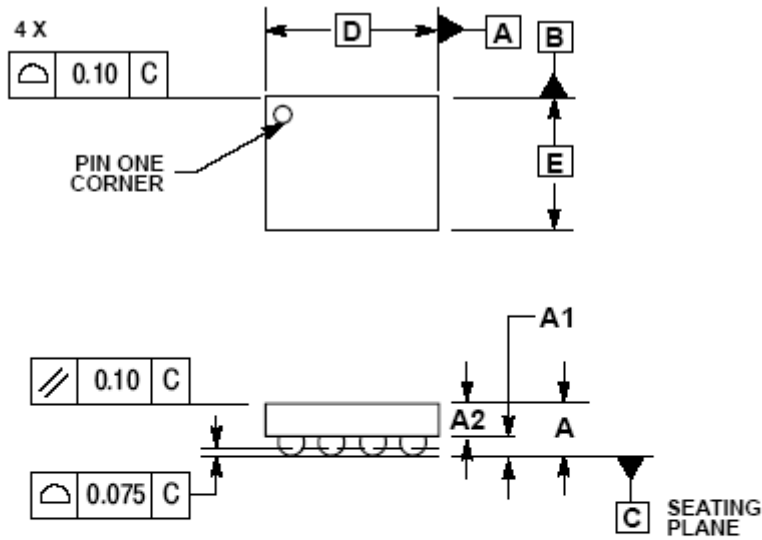 4 X
D
A
B
0.10 C
PIN ONE
CORNER
E
A1
0.10 C
A2
A
0.075 C
C
SEATING
PLANE